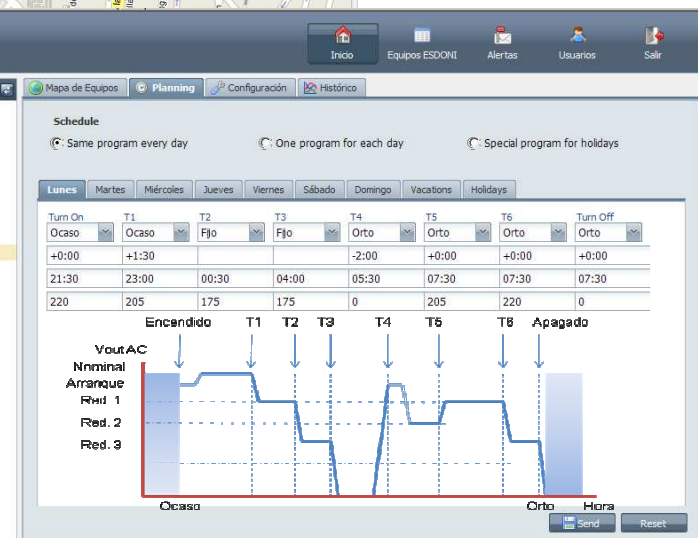 Inicio Equipos ESDONI Alertas Usuarios Salir
Mapa de Equipos Planning Configuración Histórico
Schedule
Same program every day One program for each day Special program for holidays
Lunes Martes Miércoles Jueves Viernes Sábado Domingo Vacations Holidays
Turn On T1 T2 T3 T4 T5 T6 Turn Off
Ocaso Ocaso Fijo Fijo Orto Orto Orto Orto
+0:00 +1:30 -2:00 +0:00 +0:00 +0:00
21:30 23:00 00:30 04:00 05:30 07:30 07:30 07:30
220 205 175 175 0 205 220 0
Encendido T1 T2 T3 T4 T5 T6 Apagado
Vout AC
Nominal
Arranque
Red. 1
Red. 2
Red. 3
Ocaso Orto Hora
Send Reset